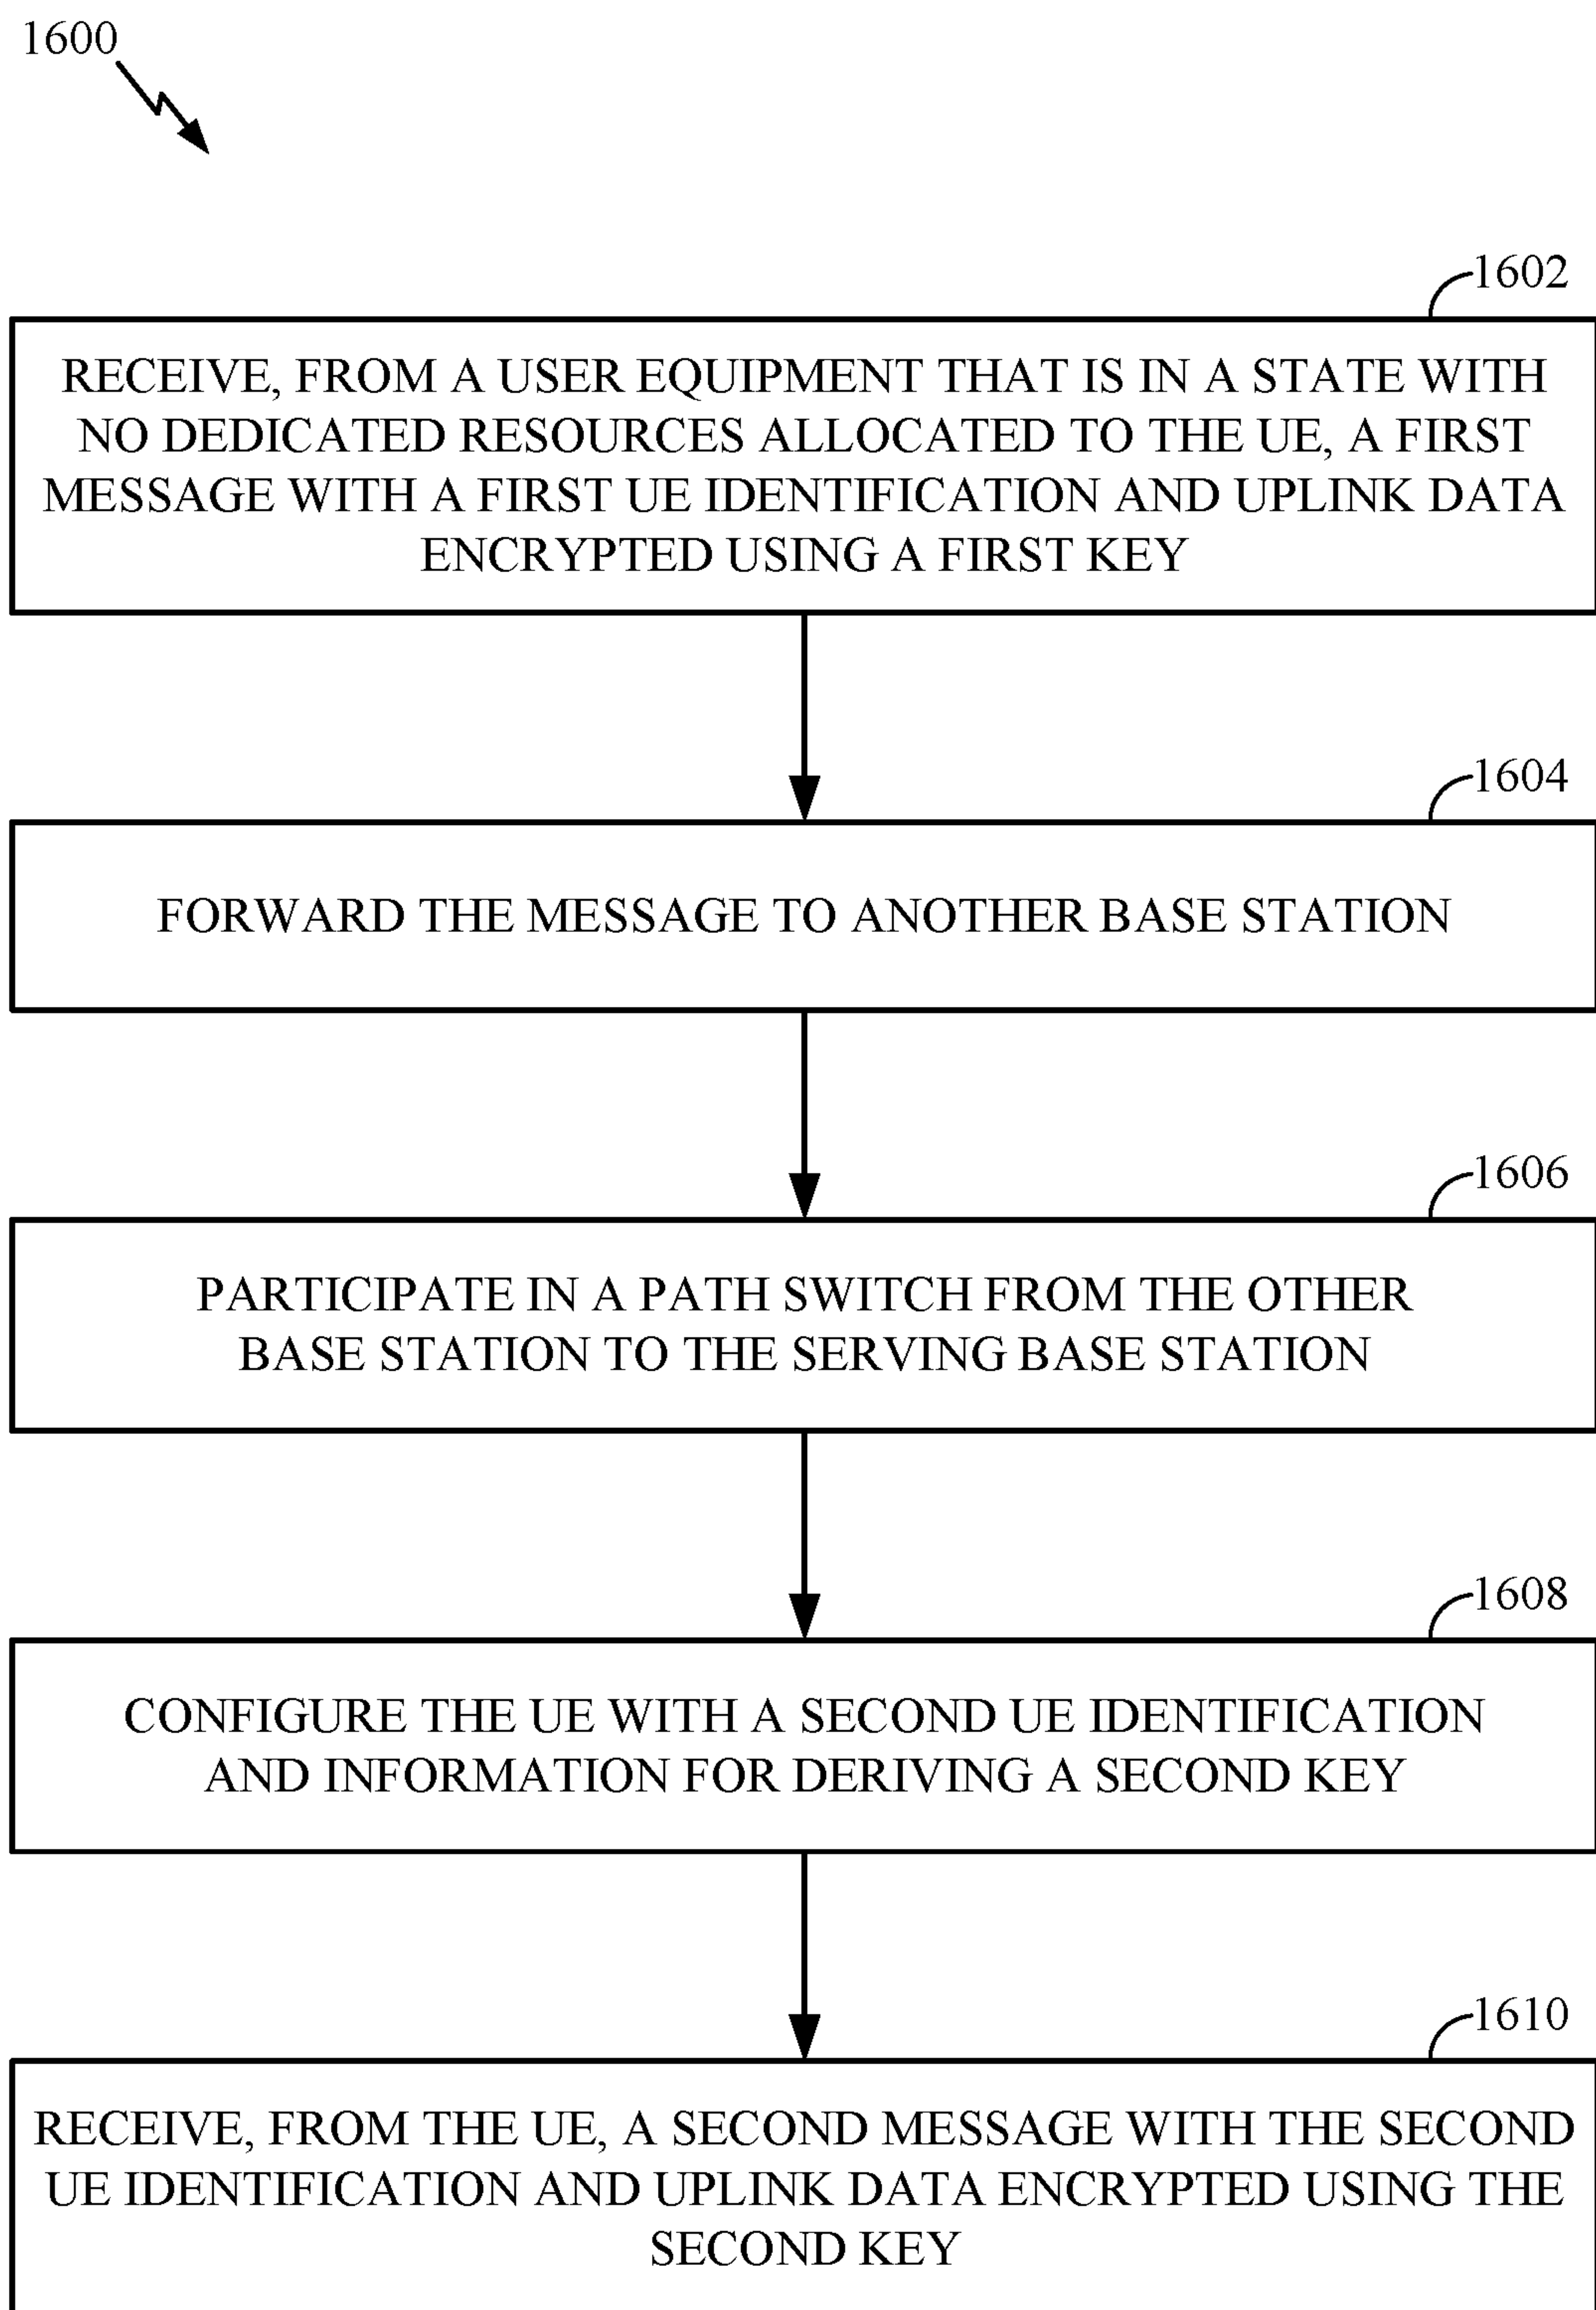 1600
1602
RECEIVE, FROM A USER EQUIPMENT THAT IS IN A STATE WITH
NO DEDICATED RESOURCES ALLOCATED TO THE UE, A FIRST
MESSAGE WITH A FIRST UE IDENTIFICATION AND UPLINK DATA
ENCRYPTED USING A FIRST KEY
1604
FORWARD THE MESSAGE TO ANOTHER BASE STATION
1606
PARTICIPATE IN A PATH SWITCH FROM THE OTHER
BASE STATION TO THE SERVING BASE STATION
1608
CONFIGURE THE UE WITH A SECOND UE IDENTIFICATION
AND INFORMATION FOR DERIVING A SECOND KEY
1610
RECEIVE, FROM THE UE, A SECOND MESSAGE WITH THE SECOND
UE IDENTIFICATION AND UPLINK DATA ENCRYPTED USING THE
SECOND KEY